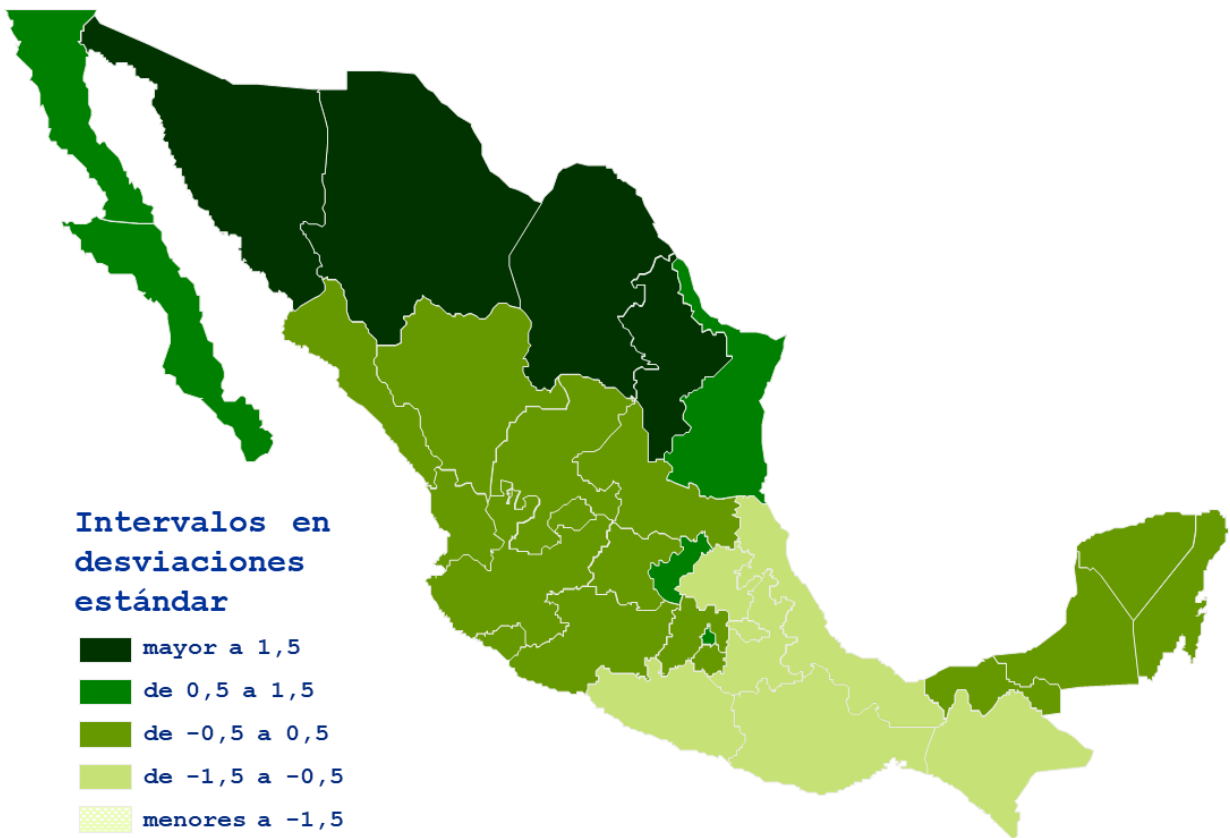 Intervalos en
desviaciones
estándar
mayor a 1,5
de 0,5 a 1,5
de -0,5 a 0,5
de -1,5 a -0,5
menores a -1,5